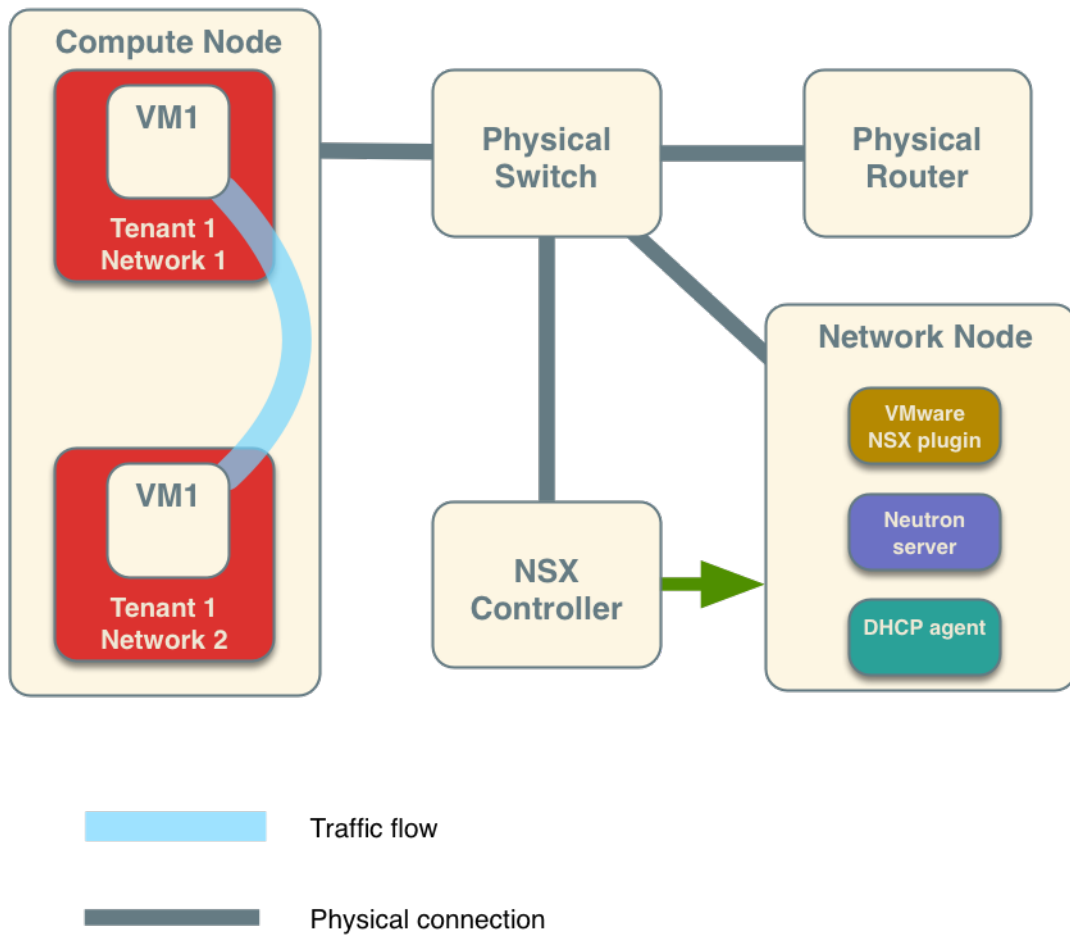 Compute Node
VM1
Tenant 1
Network 1
VM1
Tenant 1
Network 2
Physical
Switch
Physical
Router
NSX
Controller
Network Node
VMware
NSX plugin
Neutron
server
DHCP agent
Traffic flow
Physical connection